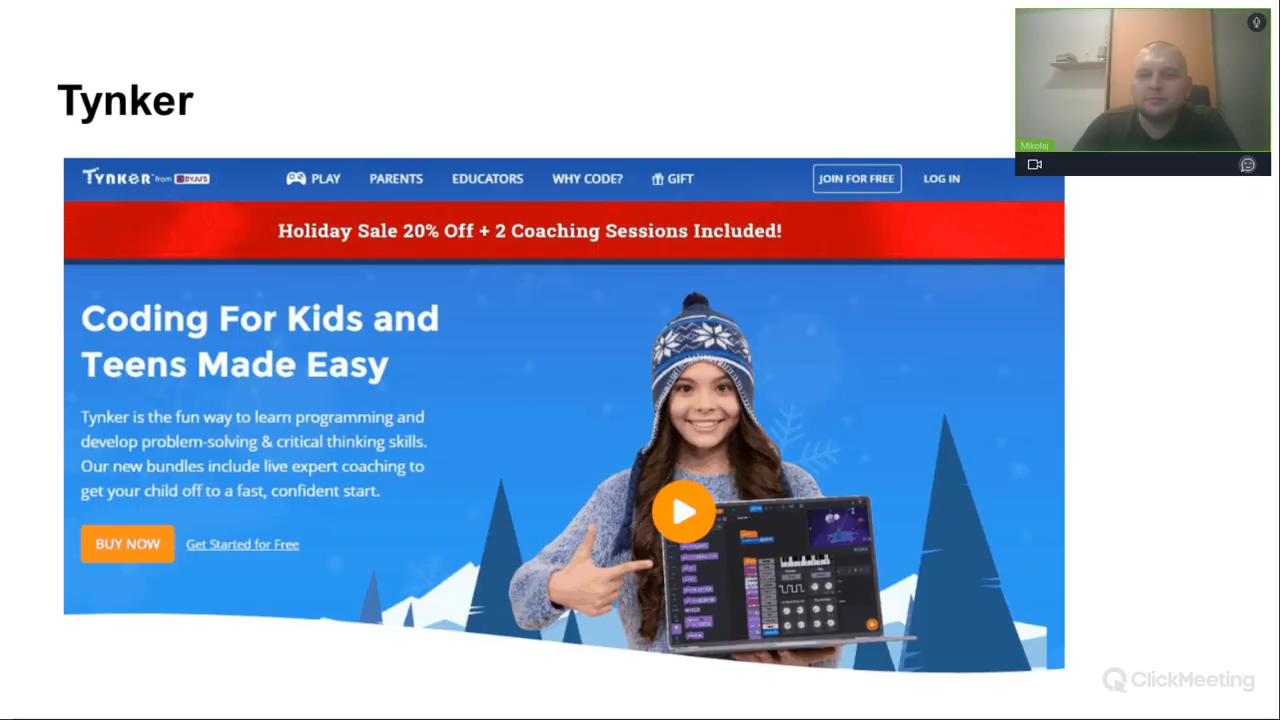 Tynker
Mikolaj
TYNKER from BYJU'S
PLAY PARENTS EDUCATORS WHY CODE? GIFT JOIN FOR FREE LOG IN
Holiday Sale 20% Off + 2 Coaching Sessions Included!
Coding For Kids and
Teens Made Easy
Tynker is the fun way to learn programming and
develop problem-solving & critical thinking skills.
Our new bundles include live expert coaching to
get your child off to a fast, confident start.
BUY NOW Get Started for Free
ClickMeeting